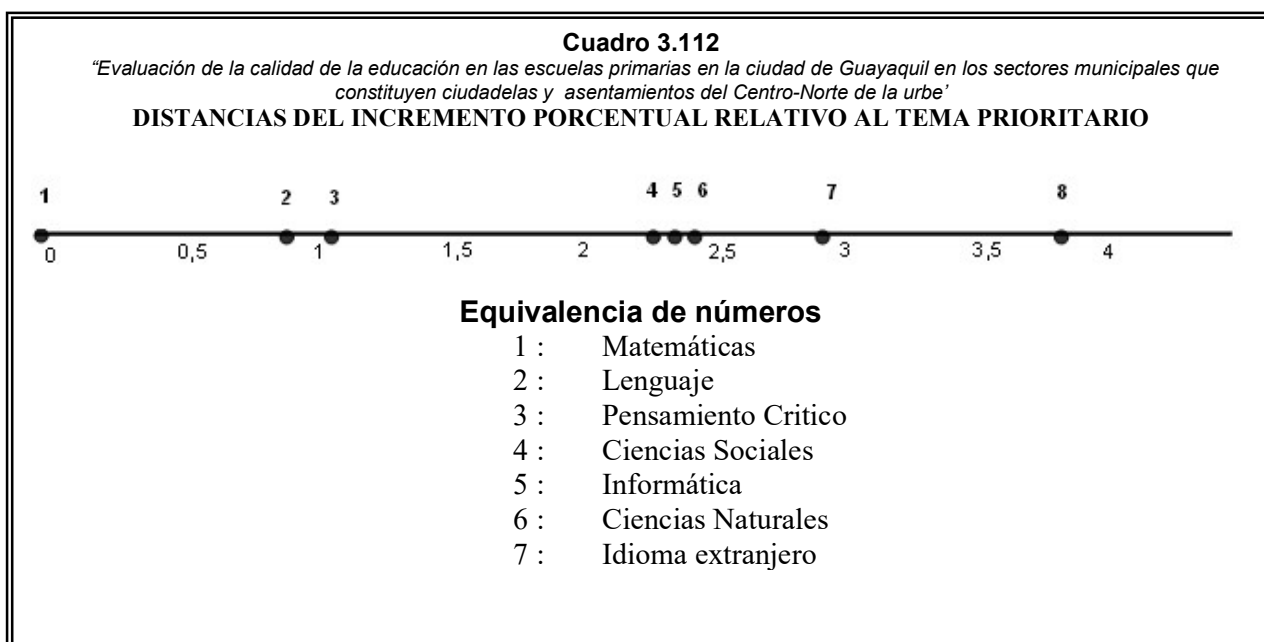 Cuadro 3.112
“Evaluación de la calidad de la educación en las escuelas primarias en la ciudad de Guayaquil en los sectores municipales que
constituyen ciudadelas y asentamientos del Centro-Norte de la urbe’
DISTANCIAS DEL INCREMENTO PORCENTUAL RELATIVO AL TEMA PRIORITARIO
1 2 3 4 5 6 7 8
0 0,5 1 1,5 2 2,5 3 3,5 4
Equivalencia de números
1 : Matemáticas
2 : Lenguaje
3 : Pensamiento Critico
4 : Ciencias Sociales
5 : Informática
6 : Ciencias Naturales
7 : Idioma extranjero